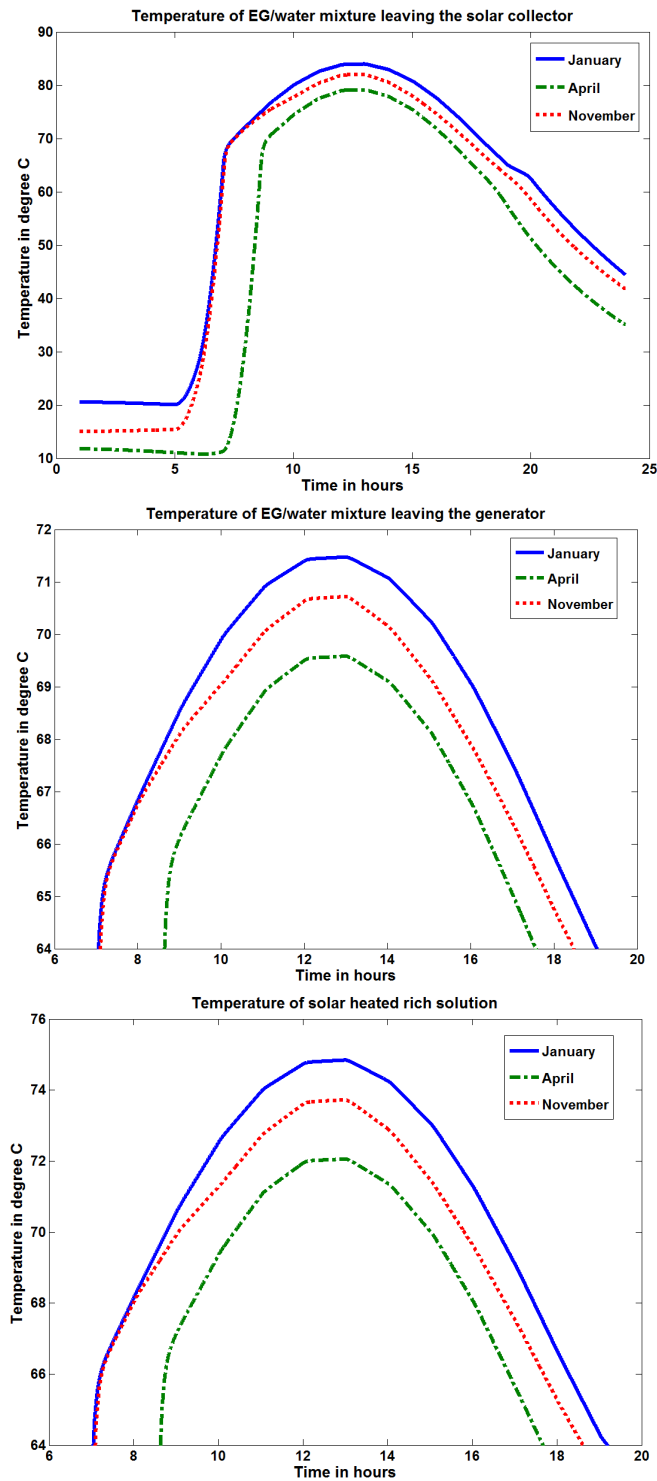 Temperature of EG/water mixture leaving the solar collector
90
80
70
60
50
40
30
20
10
Temperature in degree C
January
April
November
0
5
10
15
20
25
Time in hours
Temperature of EG/water mixture leaving the generator
72
71
70
69
68
67
66
65
64
Temperature in degree C
January
April
November
6
8
10
12
14
16
18
20
Time in hours
Temperature of solar heated rich solution
76
74
72
70
68
66
64
Temperature in degree C
January
April
November
6
8
10
12
14
16
18
20
Time in hours